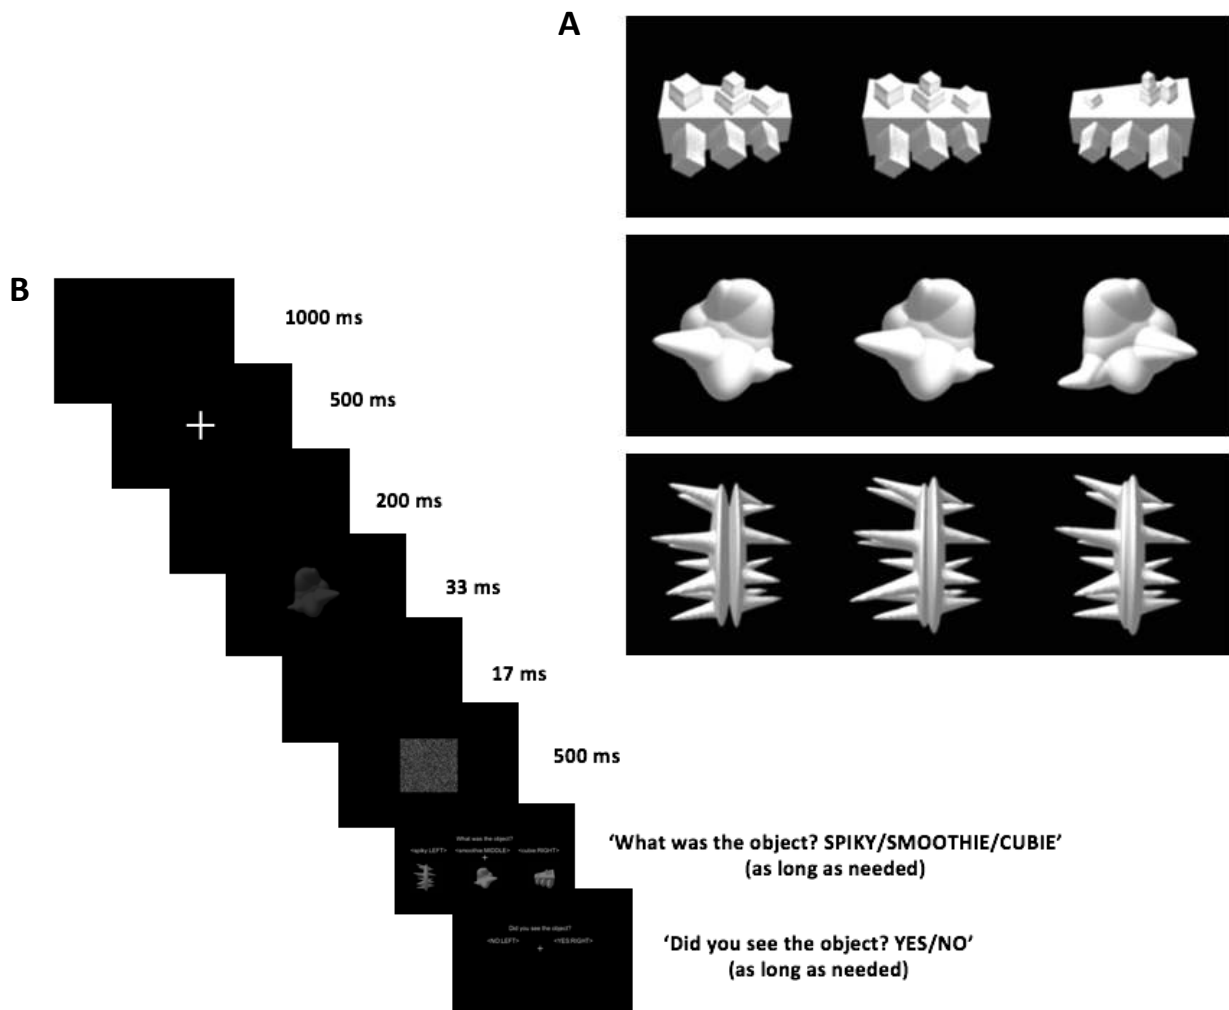 A
B
1000 ms
500 ms
200 ms
33 ms
17 ms
500 ms
What was the object?
<spiky:LEFT> <smoothie:MIDDLE> <cubie:RIGHT>
'What was the object? SPIKY/SMOOTHIE/CUBIE'
(as long as needed)
Did you see the object?
<NO:LEFT> <YES:RIGHT>
'Did you see the object? YES/NO'
(as long as needed)